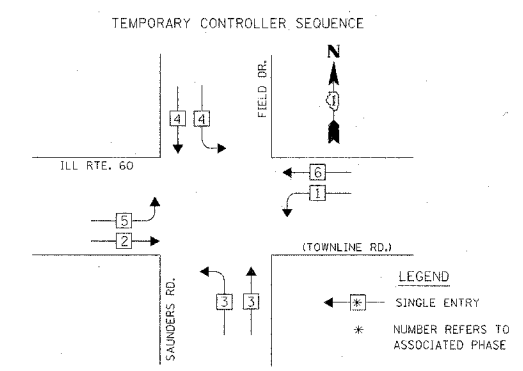 TEMPORARY CONTROLLER SEQUENCE
N
FIELD DR.
4 4
ILL RTE. 60
6
1
5
2
(TOWNLINE RD.)
SAUNDERS RD.
3 3
LEGEND
* SINGLE ENTRY
* NUMBER REFERS TO
ASSOCIATED PHASE